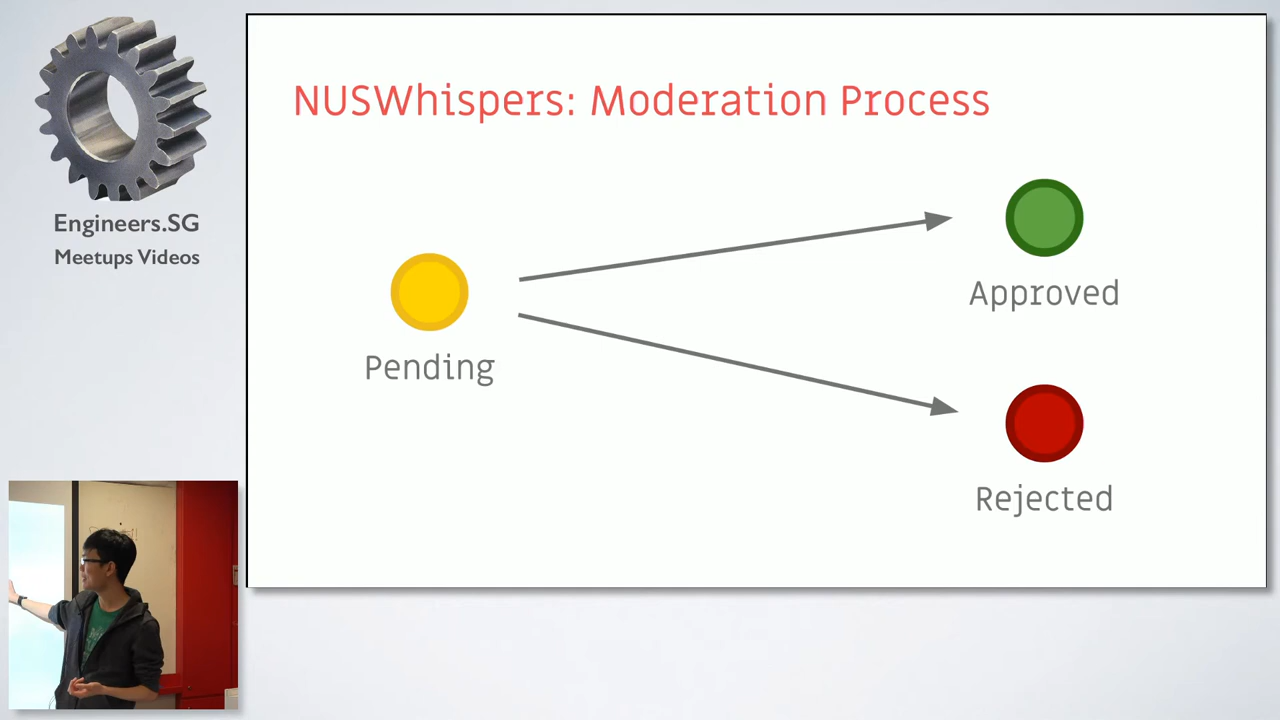 Engineers.SG
Meetups Videos
NUSWhispers: Moderation Process
Pending
Approved
Rejected